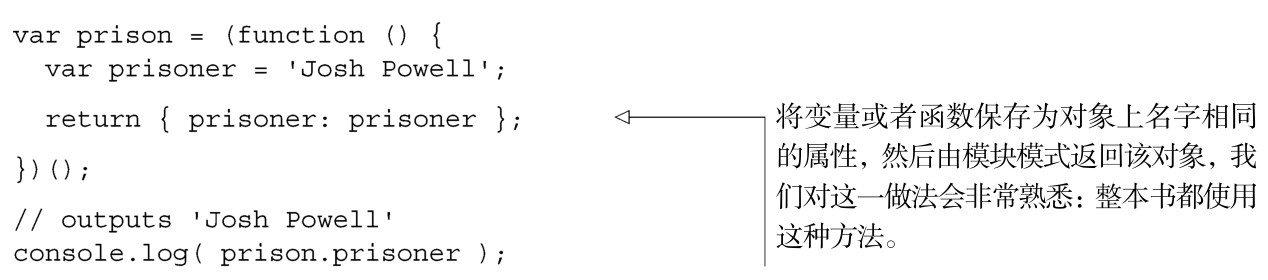 var prison = (function () {
  var prisoner = 'Josh Powell';
  return { prisoner: prisoner };
})();
// outputs 'Josh Powell'
console.log( prison.prisoner );
将变量或者函数保存为对象上名字相同
的属性，然后由模块模式返回该对象，我
们对这一做法会非常熟悉：整本书都使用
这种方法。